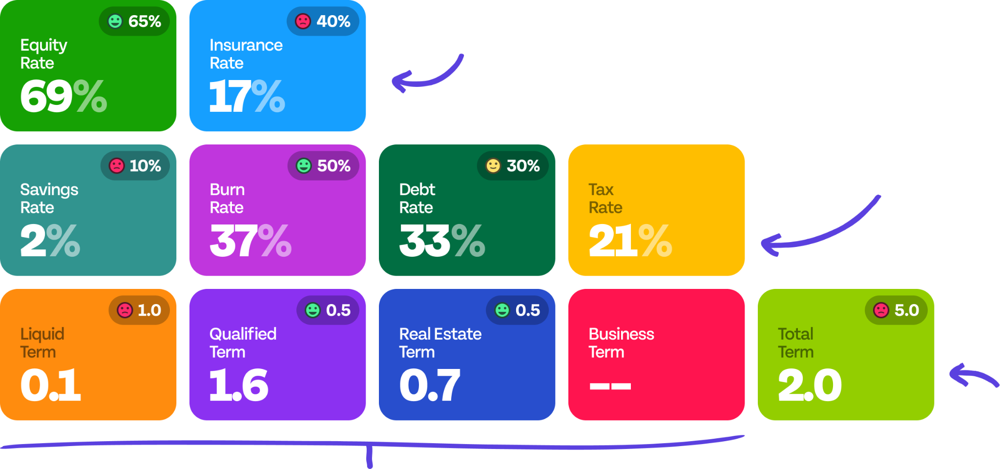 65%
Equity
Rate
69%
40%
Insurance
Rate
17%
10%
Savings
Rate
2%
50%
Burn
Rate
37%
30%
Debt
Rate
33%
Tax
Rate
21%
1.0
Liquid
Term
0.1
0.5
Qualified
Term
1.6
0.5
Real Estate
Term
0.7
Business
Term
--
5.0
Total
Term
2.0